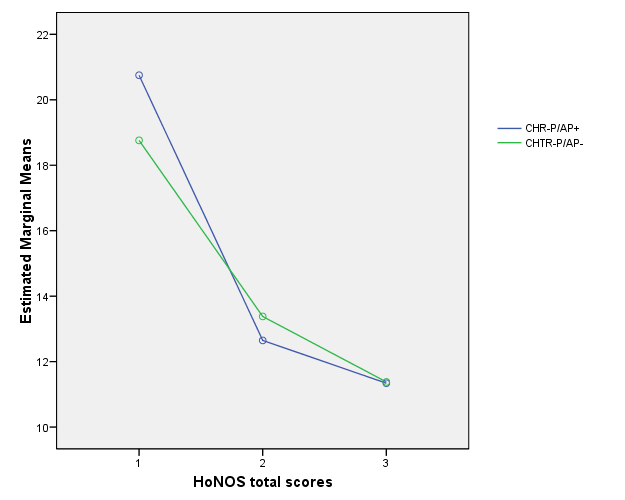 22
20
18
16
14
12
10
Estimated Marginal Means
1 2 3
HoNOS total scores
CHR-P/AP+
CHTR-P/AP-